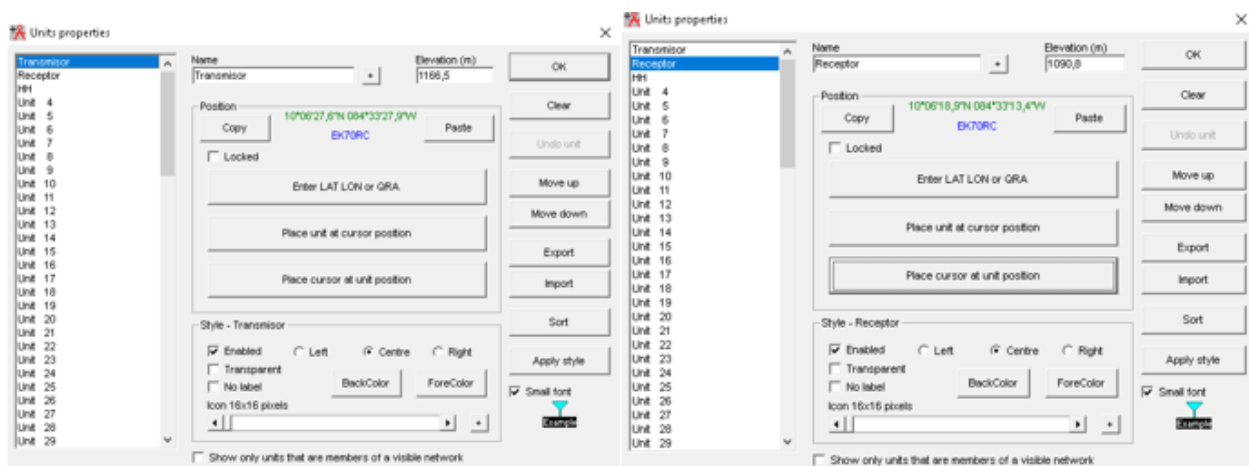 Units properties
Transmisor
Receptor
HH
Unit 4
Unit 5
Unit 6
Unit 7
Unit 8
Unit 9
Unit 10
Unit 11
Unit 12
Unit 13
Unit 14
Unit 15
Unit 16
Unit 17
Unit 18
Unit 19
Unit 20
Unit 21
Unit 22
Unit 23
Unit 24
Unit 25
Unit 26
Unit 27
Unit 28
Unit 29
Name
Transmisor
+
Elevation (m)
1166,5
Position
Copy
10°06'27,6"N 084°33'27,9"W
EK70RC
Paste
Locked
Enter LAT LON or QRA
Place unit at cursor position
Place cursor at unit position
Style - Transmisor
Enabled Left Centre Right
Transparent
No label
BackColor ForeColor
Icon 16x16 pixels
+
Show only units that are members of a visible network
OK
Clear
Undo unit
Move up
Move down
Export
Import
Sort
Apply style
Small font
Example
Units properties
Transmisor
Receptor
HH
Unit 4
Unit 5
Unit 6
Unit 7
Unit 8
Unit 9
Unit 10
Unit 11
Unit 12
Unit 13
Unit 14
Unit 15
Unit 16
Unit 17
Unit 18
Unit 19
Unit 20
Unit 21
Unit 22
Unit 23
Unit 24
Unit 25
Unit 26
Unit 27
Unit 28
Unit 29
Name
Receptor
+
Elevation (m)
1090,8
Position
Copy
10°06'18,9"N 084°33'13,4"W
EK70RC
Paste
Locked
Enter LAT LON or QRA
Place unit at cursor position
Place cursor at unit position
Style - Receptor
Enabled Left Centre Right
Transparent
No label
BackColor ForeColor
Icon 16x16 pixels
+
Show only units that are members of a visible network
OK
Clear
Undo unit
Move up
Move down
Export
Import
Sort
Apply style
Small font
Example